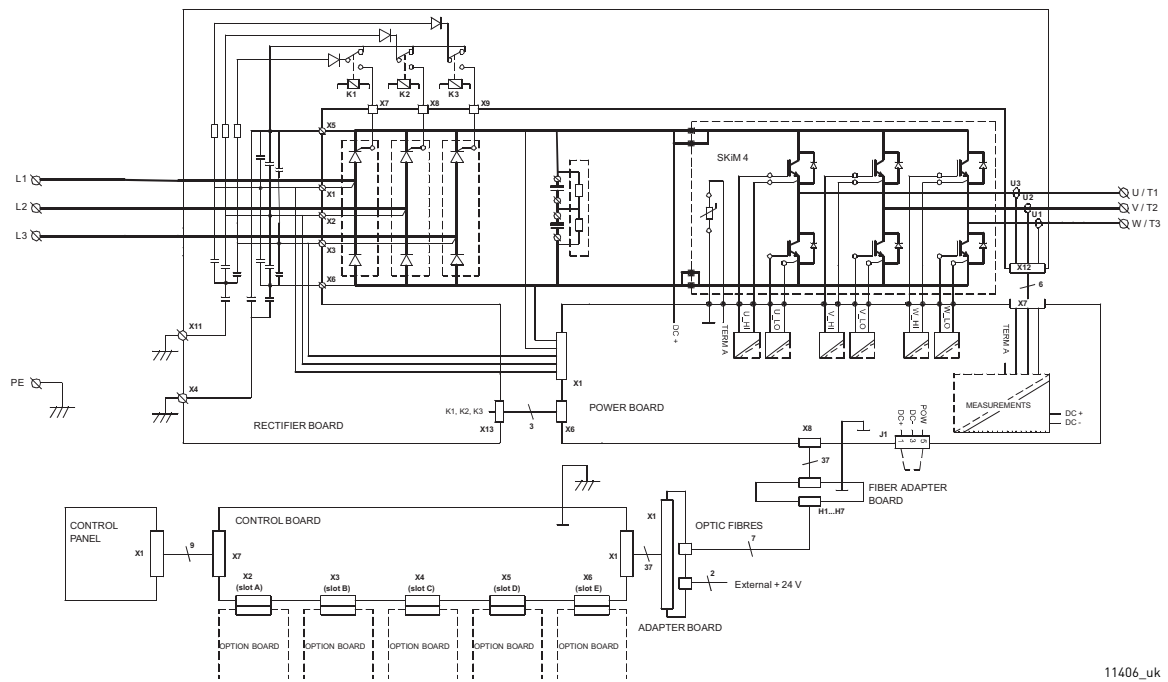 K1
K2
K3
X7
X8
X9
X5
SKiM 4
L1
L2
L3
X1
X2
X3
X6
U3
U2
U1
U / T1
V / T2
W / T3
X12
6
X7
X11
X4
PE
DC +
TERM A
U_HI
U_LO
V_HI
V_LO
W_HI
W_LO
TERM A
MEASUREMENTS
DC +
DC -
X1
K1, K2, K3
X13
3
X6
POWER BOARD
RECTIFIER BOARD
X8
37
J1
DC+
DC-
POW
1
3
5
FIBER ADAPTER
BOARD
H1...H7
CONTROL
PANEL
X1
9
X7
CONTROL BOARD
X1
37
X1
OPTIC FIBRES
7
2
External + 24 V
ADAPTER BOARD
X2
(slot A)
X3
(slot B)
X4
(slot C)
X5
(slot D)
X6
(slot E)
OPTION BOARD
OPTION BOARD
OPTION BOARD
OPTION BOARD
OPTION BOARD
11406_uk